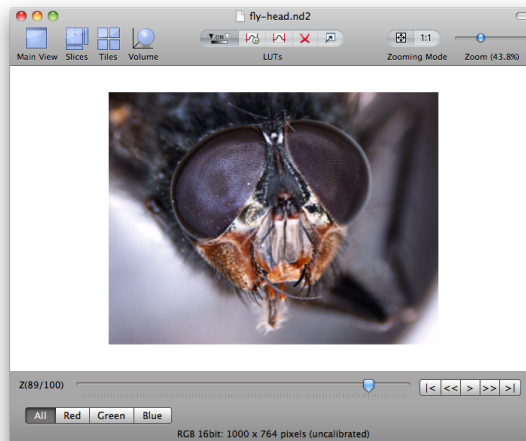 fly-head.nd2
ON
1:1
Main View Slices Tiles Volume LUTs Zooming Mode Zoom (43.8%)
Z(89/100)
|< << > >> >|
All Red Green Blue
RGB 16bit: 1000 x 764 pixels (uncalibrated)